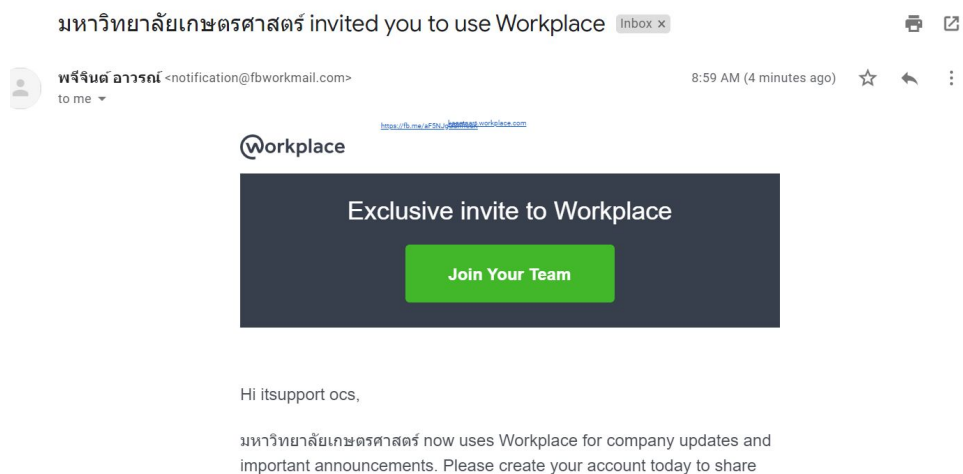 มหาวิทยาลัยเกษตรศาสตร์ invited you to use Workplace Inbox x
พจีจินต์ อาวรณ์ <notification@fbworkmail.com> 8:59 AM (4 minutes ago)
to me
workplace.com
Workplace
Exclusive invite to Workplace
Join Your Team
Hi itsupport ocs,
มหาวิทยาลัยเกษตรศาสตร์ now uses Workplace for company updates and
important announcements. Please create your account today to share